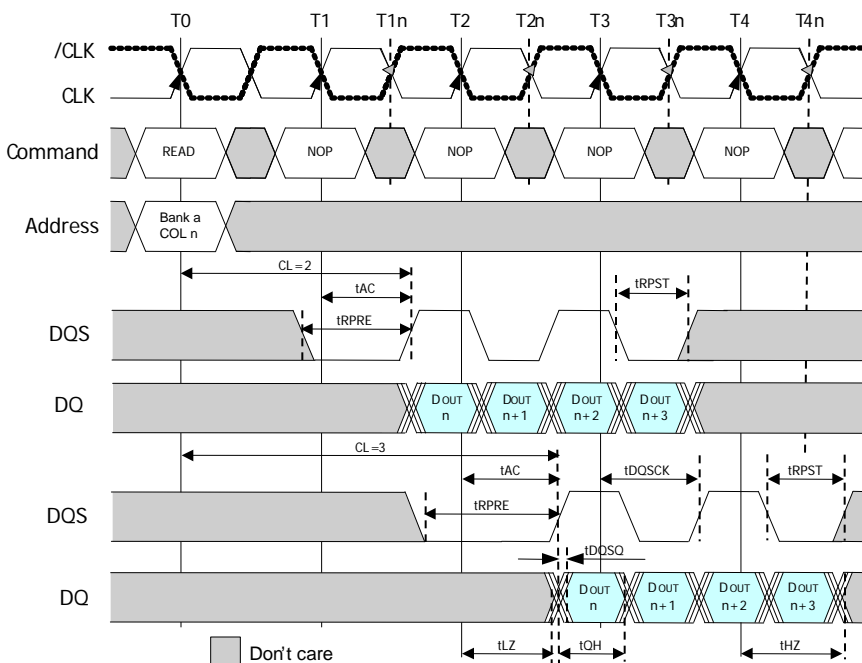 T0 T1 T1n T2 T2n T3 T3n T4 T4n
/CLK
CLK
Command READ NOP NOP NOP NOP
Address Bank a
COL n
CL = 2
tAC
tRPRE
tRPST
DQS
DQ
DOUT
n
DOUT
n+1
DOUT
n+2
DOUT
n+3
CL=3
tAC
tDQSCK
tRPST
tRPRE
DQS
tDQSQ
DQ
DOUT
n
DOUT
n+1
DOUT
n+2
DOUT
n+3
tLZ tQH tHZ
Don't care